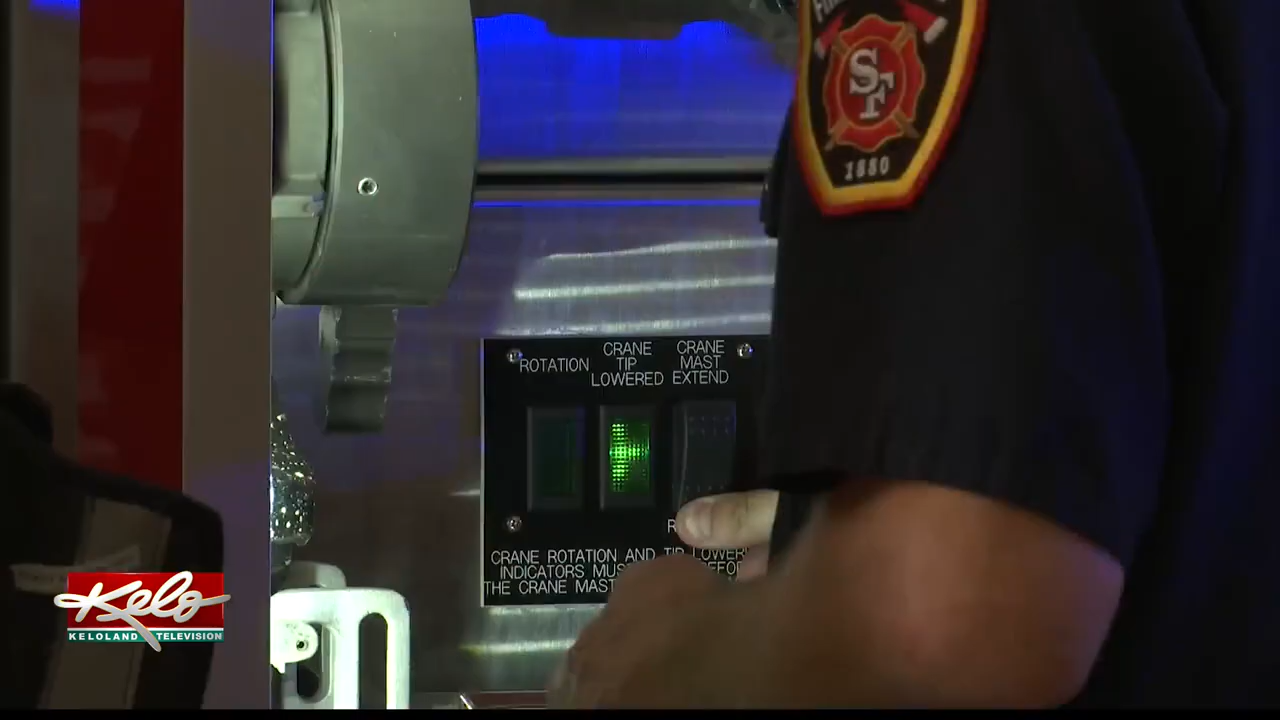 SF
1880
ROTATION
CRANE TIP LOWERED
CRANE MAST EXTEND
CRANE ROTATION AND TIP LOWER
INDICATORS
THE CRANE MAST
Kelo
KELOLAND TELEVISION